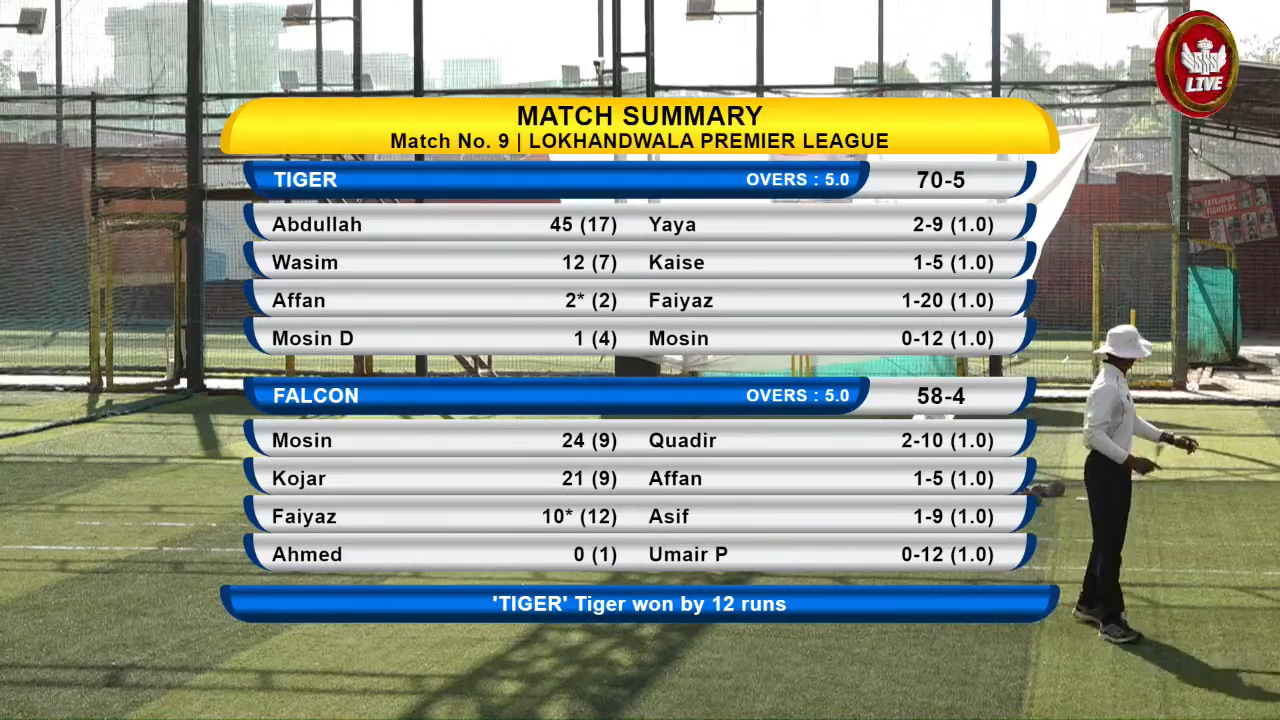 LIVE
MATCH SUMMARY
Match No. 9 | LOKHANDWALA PREMIER LEAGUE
TIGER OVERS : 5.0 70-5
Abdullah 45 (17) Yaya 2-9 (1.0)
Wasim 12 (7) Kaise 1-5 (1.0)
Affan 2* (2) Faiyaz 1-20 (1.0)
Mosin D 1 (4) Mosin 0-12 (1.0)
FALCON OVERS : 5.0 58-4
Mosin 24 (9) Quadir 2-10 (1.0)
Kojar 21 (9) Affan 1-5 (1.0)
Faiyaz 10* (12) Asif 1-9 (1.0)
Ahmed 0 (1) Umair P 0-12 (1.0)
'TIGER' Tiger won by 12 runs
FATEHPUR
FIGHTERS